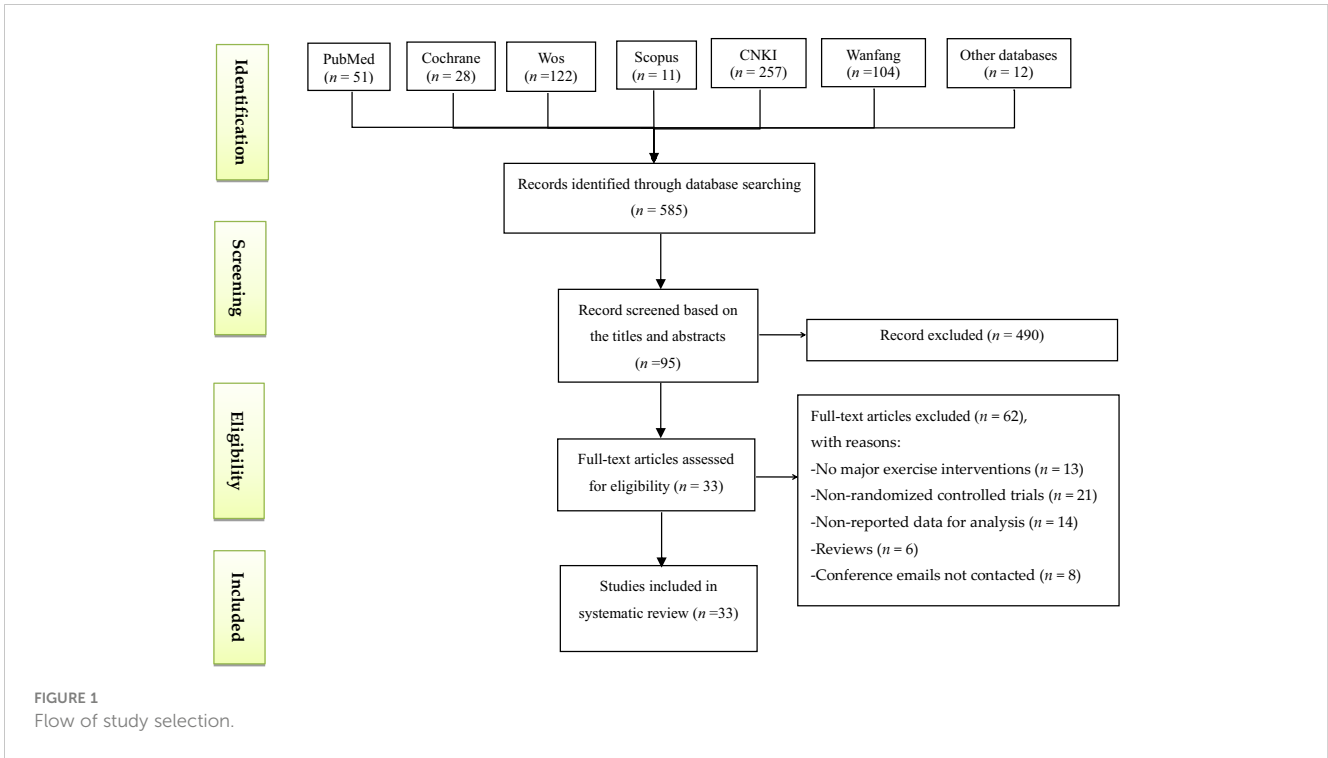 Identification
PubMed
(n = 51)
Cochrane
(n = 28)
Wos
(n =122)
Scopus
(n = 11)
CNKI
(n = 257)
Wanfang
(n =104)
Other databases
(n = 12)
Records identified through database searching
(n = 585)
Screening
Record screened based on
the titles and abstracts
(n =95)
Record excluded (n = 490)
Eligibility
Full-text articles assessed
for eligibility (n = 33)
Full-text articles excluded (n = 62),
with reasons:
-No major exercise interventions (n = 13)
-Non-randomized controlled trials (n = 21)
-Non-reported data for analysis (n = 14)
-Reviews (n = 6)
-Conference emails not contacted (n = 8)
Included
Studies included in
systematic review (n =33)
FIGURE 1
Flow of study selection.